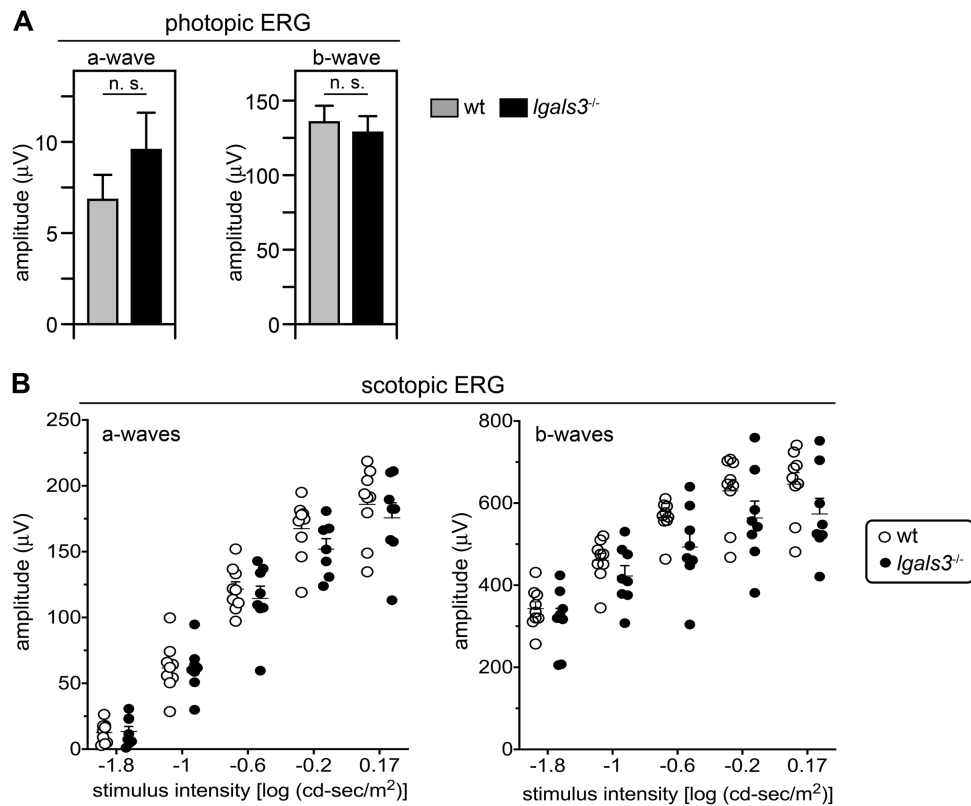 A
photopic ERG
a-wave
b-wave
n. s.
n. s.
wt
lgals3-/-
amplitude (μV)
10
5
0
amplitude (μV)
150
100
50
0
B
scotopic ERG
a-waves
b-waves
amplitude (μV)
250
200
150
100
50
0
-1.8
-1
-0.6
-0.2
0.17
stimulus intensity [log (cd-sec/m²)]
amplitude (μV)
800
600
400
200
0
-1.8
-1
-0.6
-0.2
0.17
stimulus intensity [log (cd-sec/m²)]
wt
lgals3-/-